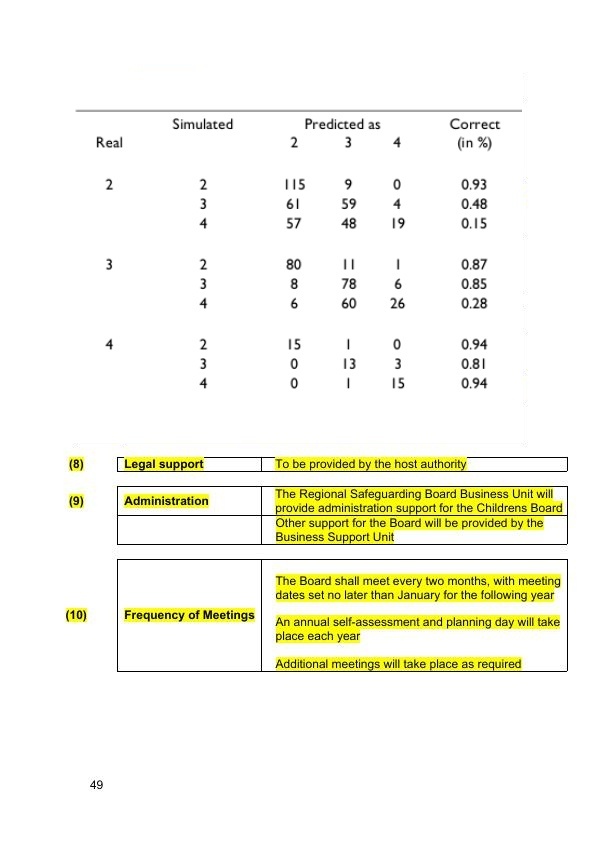 Simulated Predicted as Correct
Real 2 3 4 (in %)
2 2 115 9 0 0.93
3 61 59 4 0.48
4 57 48 19 0.15
3 2 80 11 1 0.87
3 8 78 6 0.85
4 6 60 26 0.28
4 2 15 1 0 0.94
3 0 13 3 0.81
4 0 1 15 0.94
(8) Legal support To be provided by the host authority
(9) Administration The Regional Safeguarding Board Business Unit will
provide administration support for the Childrens Board
Other support for the Board will be provided by the
Business Support Unit
The Board shall meet every two months, with meeting
dates set no later than January for the following year
(10) Frequency of Meetings An annual self-assessment and planning day will take
place each year
Additional meetings will take place as required
49